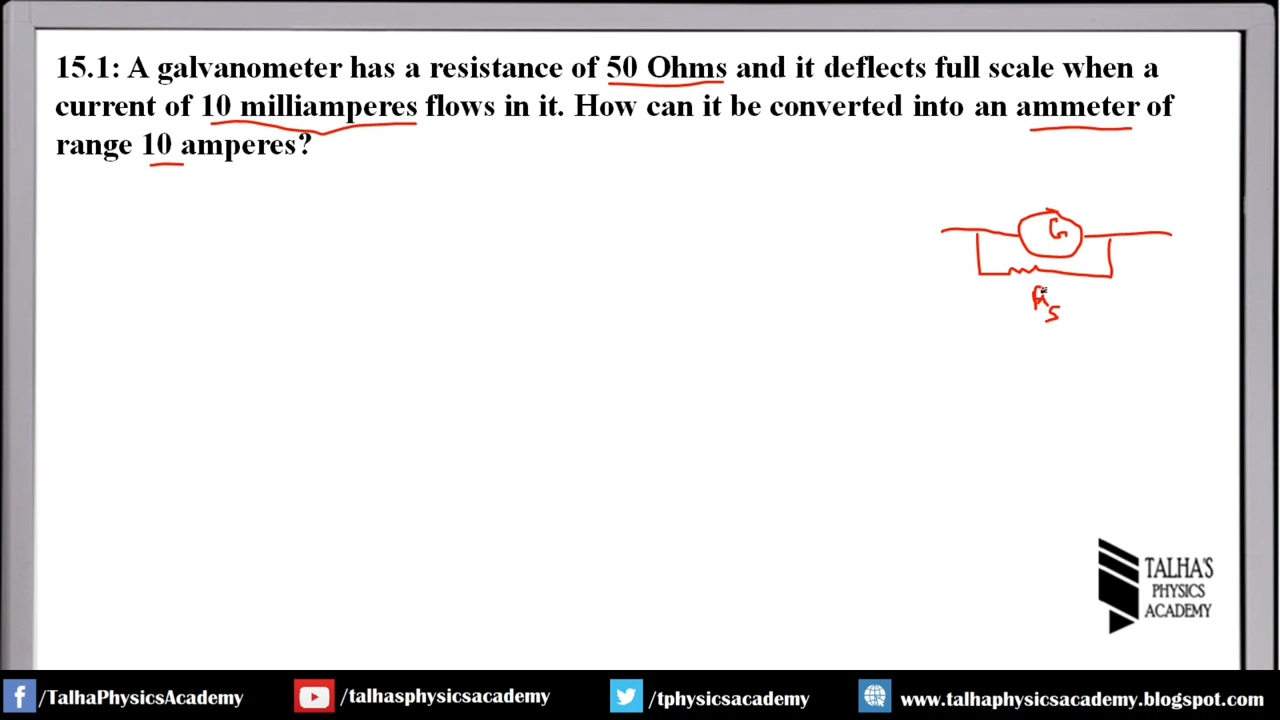 15.1: A galvanometer has a resistance of 50 Ohms and it deflects full scale when a
current of 10 milliamperes flows in it. How can it be converted into an ammeter of
range 10 amperes?
G
R
S
TALHA'S
PHYSICS
ACADEMY
/TalhaPhysicsAcademy
/talhasphysicsacademy
/tphysicsacademy
www.talhaphysicsacademy.blogspot.com